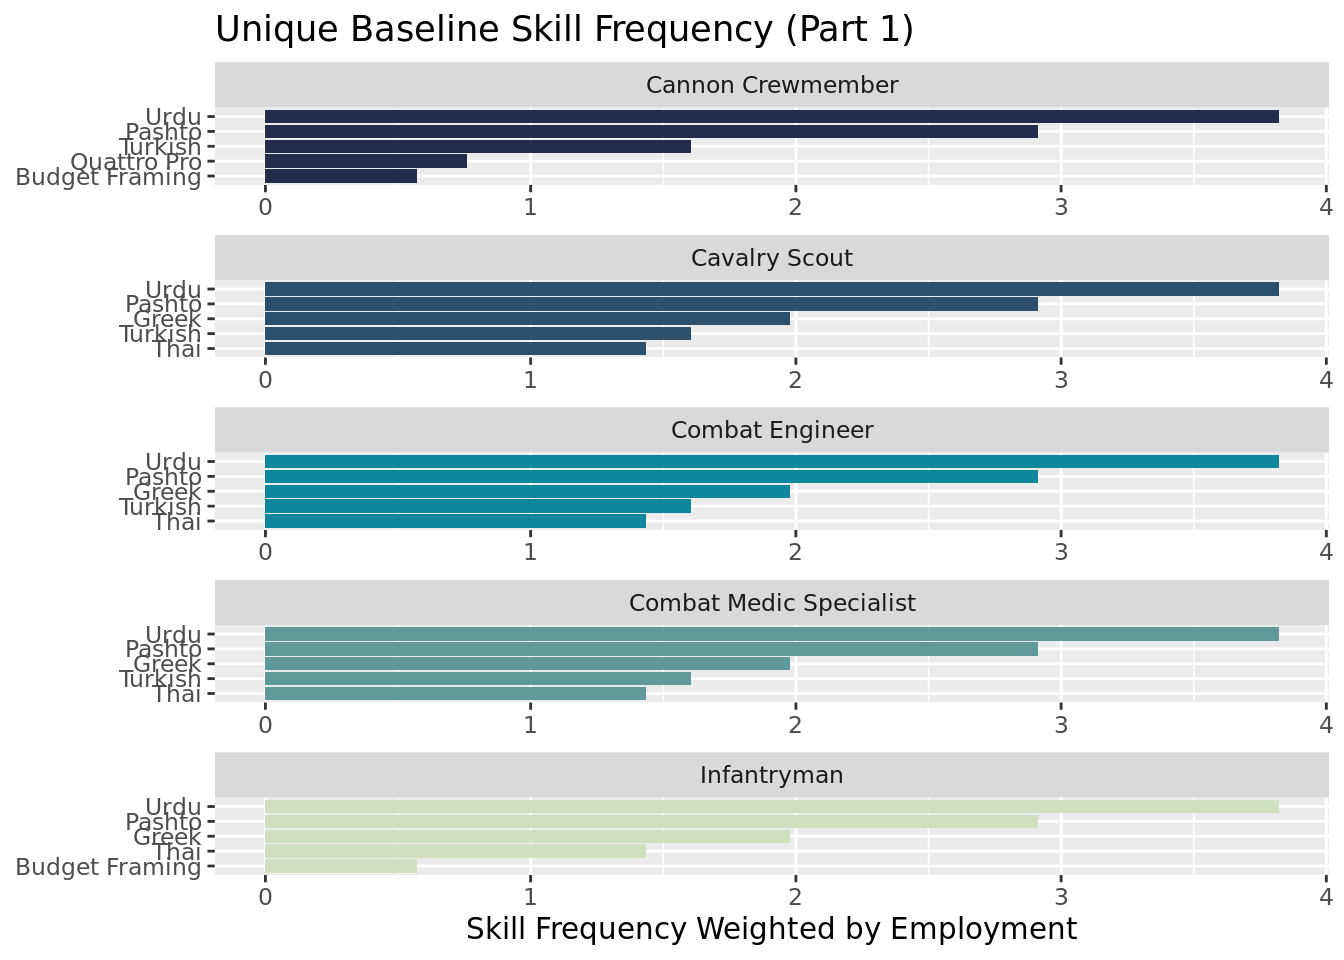 Unique Baseline Skill Frequency (Part 1)
Cannon Crewmember
Urdu
Pashto
Turkish
Quattro Pro
Budget Framing
0 1 2 3 4
Cavalry Scout
Urdu
Pashto
Greek
Turkish
Thai
0 1 2 3 4
Combat Engineer
Urdu
Pashto
Greek
Turkish
Thai
0 1 2 3 4
Combat Medic Specialist
Urdu
Pashto
Greek
Turkish
Thai
0 1 2 3 4
Infantryman
Urdu
Pashto
Greek
Thai
Budget Framing
0 1 2 3 4
Skill Frequency Weighted by Employment